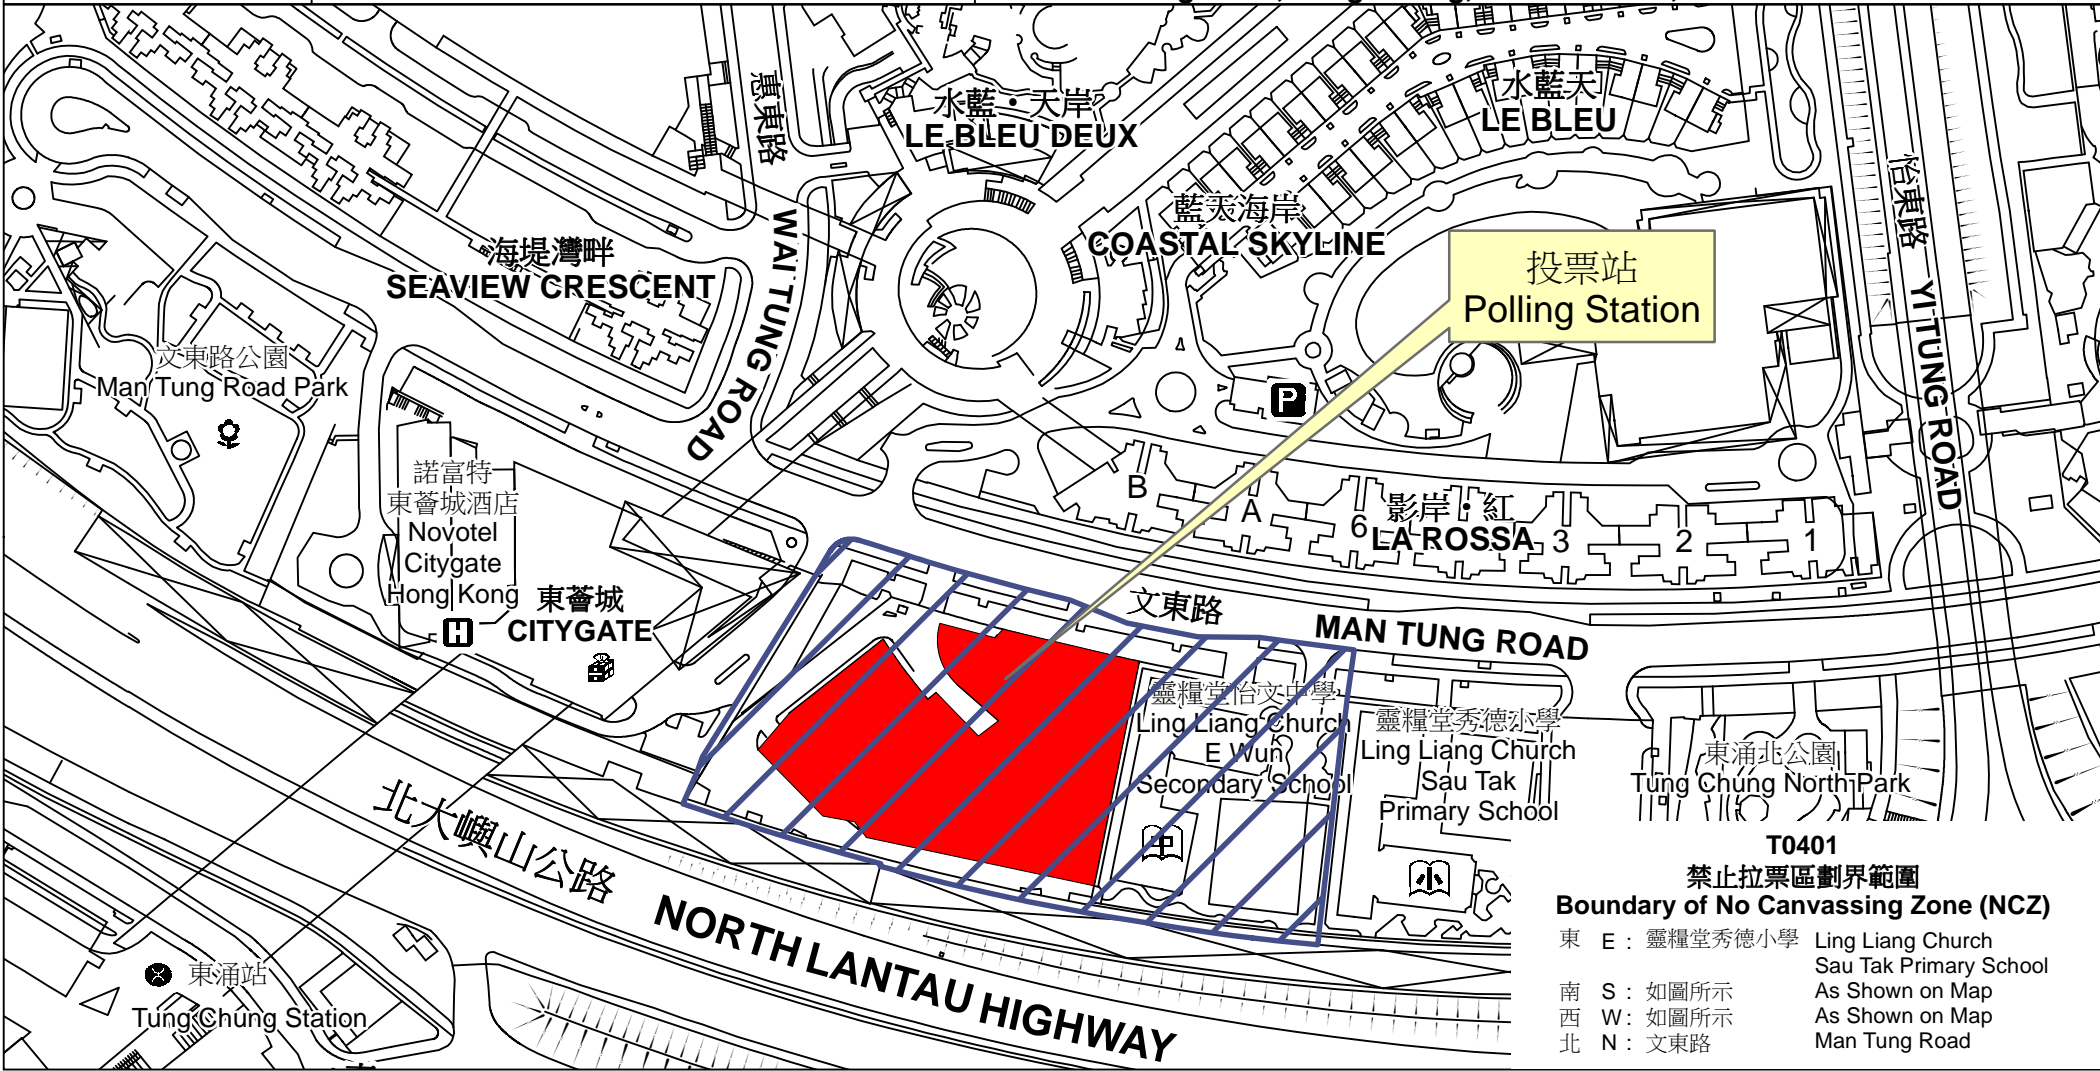 惠東路
水藍・天岸
LE BLEU DEUX
水藍天
LE BLEU
怡東路
YI TUNG ROAD
藍天海岸
COASTAL SKYLINE
海堤灣畔
SEAVIEW CRESCENT
WAI TUNG ROAD
投票站
Polling Station
文東路公園
Man Tung Road Park
P
諾富特
東薈城酒店
Novotel
Citygate
Hong Kong
H
東薈城
CITYGATE
B
A
6
影岸・紅
LA ROSSA
3
2
1
文東路
MAN TUNG ROAD
靈糧堂怡文中學
Ling Liang Church
E Wun
Secondary School
中
靈糧堂秀德小學
Ling Liang Church
Sau Tak
Primary School
小
東涌北公園
Tung Chung North Park
北大嶼山公路
NORTH LANTAU HIGHWAY
東涌站
Tung Chung Station
T0401
禁止拉票區劃界範圍
Boundary of No Canvassing Zone (NCZ)
東 E : 靈糧堂秀德小學 Ling Liang Church
Sau Tak Primary School
南 S : 如圖所示 As Shown on Map
西 W : 如圖所示 As Shown on Map
北 N : 文東路 Man Tung Road